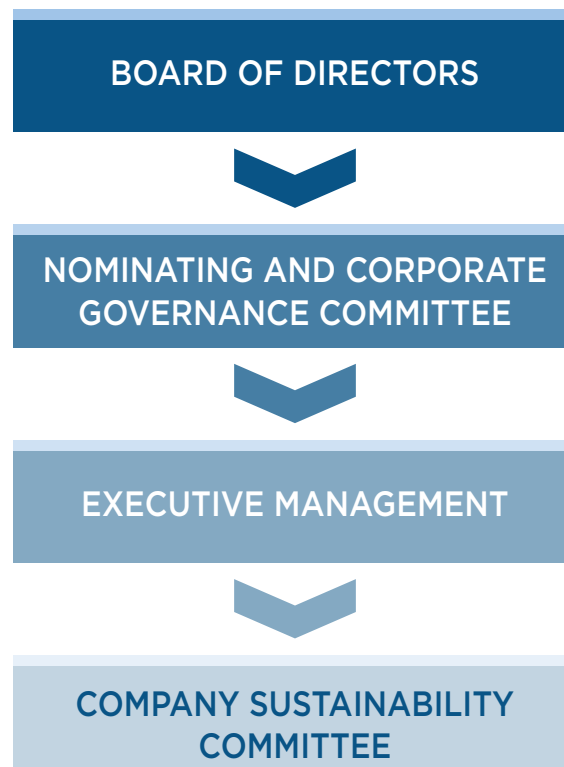 BOARD OF DIRECTORS
NOMINATING AND CORPORATE
GOVERNANCE COMMITTEE
EXECUTIVE MANAGEMENT
COMPANY SUSTAINABILITY
COMMITTEE